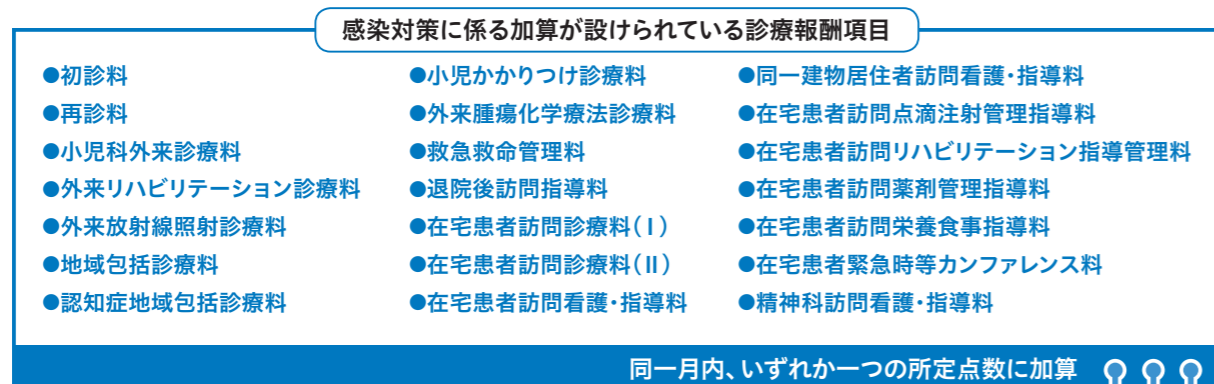 感染対策に係る加算が設けられている診療報酬項目
●初診料
●再診料
●小児科外来診療料
●外来リハビリテーション診療料
●外来放射線照射診療料
●地域包括診療料
●認知症地域包括診療料
●小児かかりつけ診療料
●外来腫瘍化学療法診療料
●救急救命管理料
●退院後訪問指導料
●在宅患者訪問診療料(Ⅰ)
●在宅患者訪問診療料(Ⅱ)
●在宅患者訪問看護・指導料
●同一建物居住者訪問看護・指導料
●在宅患者訪問点滴注射管理指導料
●在宅患者訪問リハビリテーション指導管理料
●在宅患者訪問薬剤管理指導料
●在宅患者訪問栄養食事指導料
●在宅患者緊急時等カンファレンス料
●精神科訪問看護・指導料
同一月内、いずれか一つの所定点数に加算